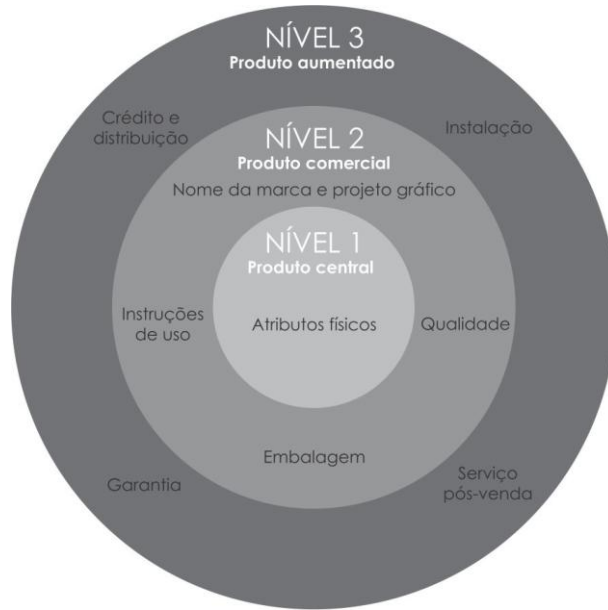 NÍVEL 3
Produto aumentado
Crédito e
distribuição
Instalação
NÍVEL 2
Produto comercial
Nome da marca e projeto gráfico
NÍVEL 1
Produto central
Instruções
de uso
Atributos físicos
Qualidade
Embalagem
Garantia
Serviço
pós-venda